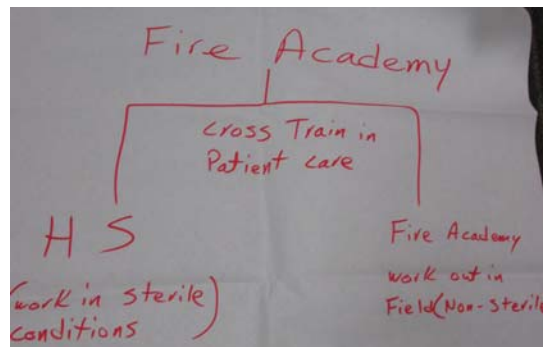 Fire Academy
Cross Train in
Patient care
H S
(work in sterile)
conditions
Fire Academy
work out in
Field (Non-Sterile